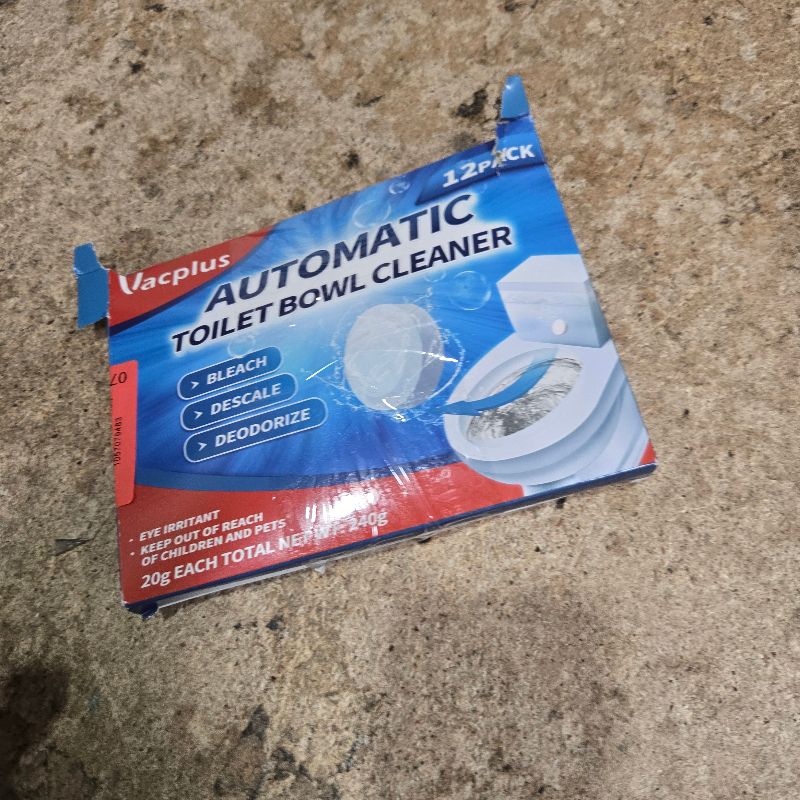 12PACK
Vacplus
AUTOMATIC
TOILET BOWL CLEANER
> BLEACH
> DESCALE
> DEODORIZE
07
• EYE IRRITANT
• KEEP OUT OF REACH
OF CHILDREN AND PETS
20g EACH TOTAL NET WT: 240g